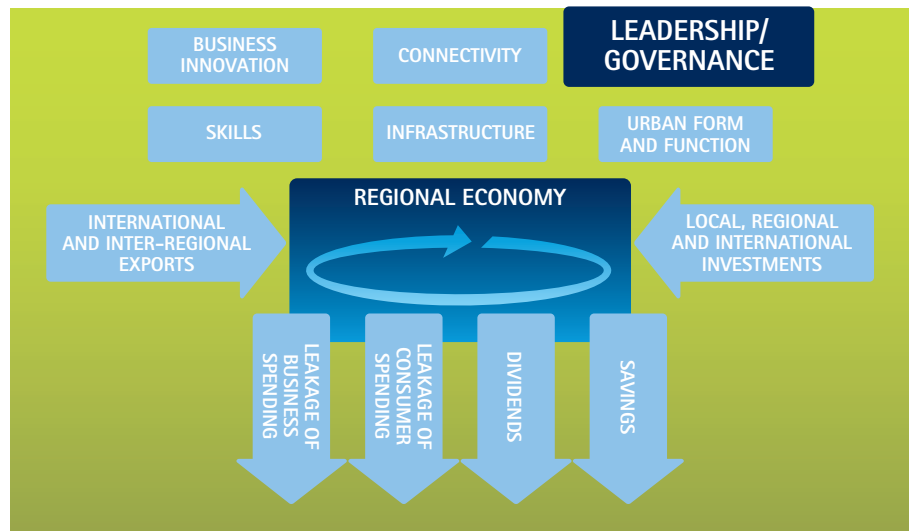 BUSINESS
INNOVATION
CONNECTIVITY
LEADERSHIP/
GOVERNANCE
SKILLS
INFRASTRUCTURE
URBAN FORM
AND FUNCTION
INTERNATIONAL
AND INTER-REGIONAL
EXPORTS
REGIONAL ECONOMY
LOCAL, REGIONAL
AND INTERNATIONAL
INVESTMENTS
LEAKAGE OF
BUSINESS
SPENDING
LEAKAGE OF
CONSUMER
SPENDING
DIVIDENDS
SAVINGS